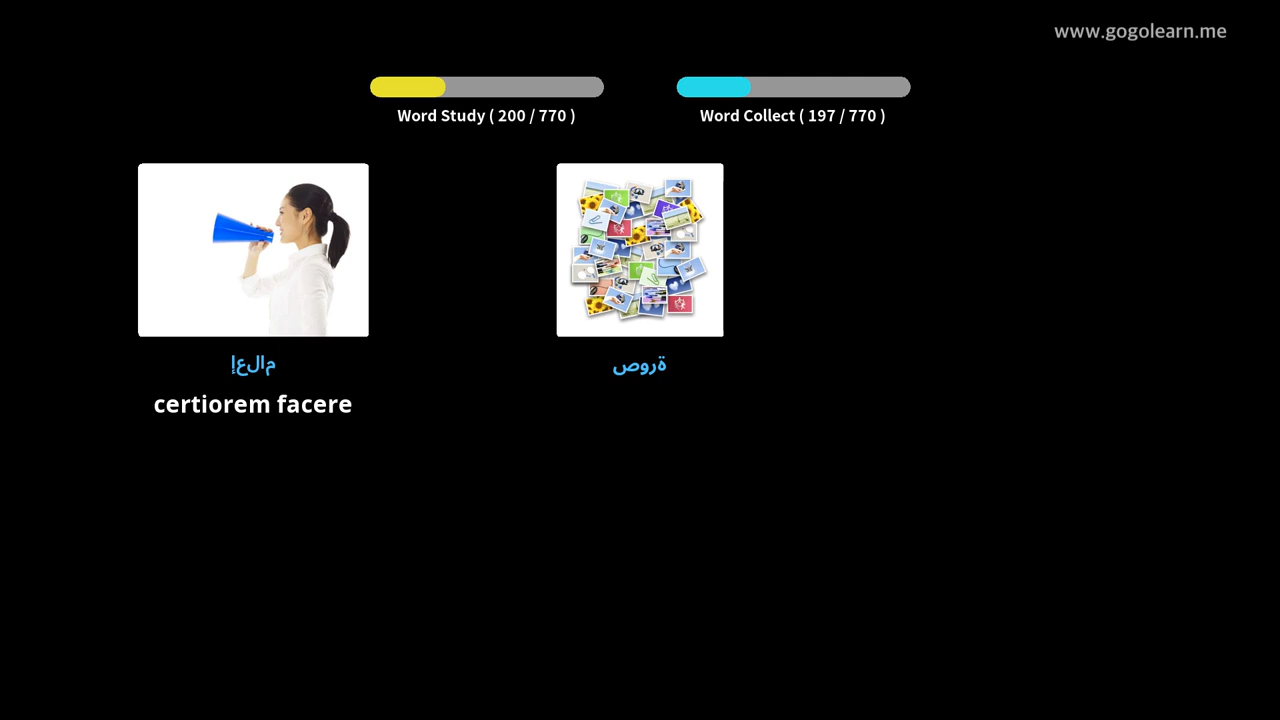 www.gogolearn.me
Word Study ( 200 / 770 )
Word Collect ( 197 / 770 )
مالعإ
ةروص
certiorem facere